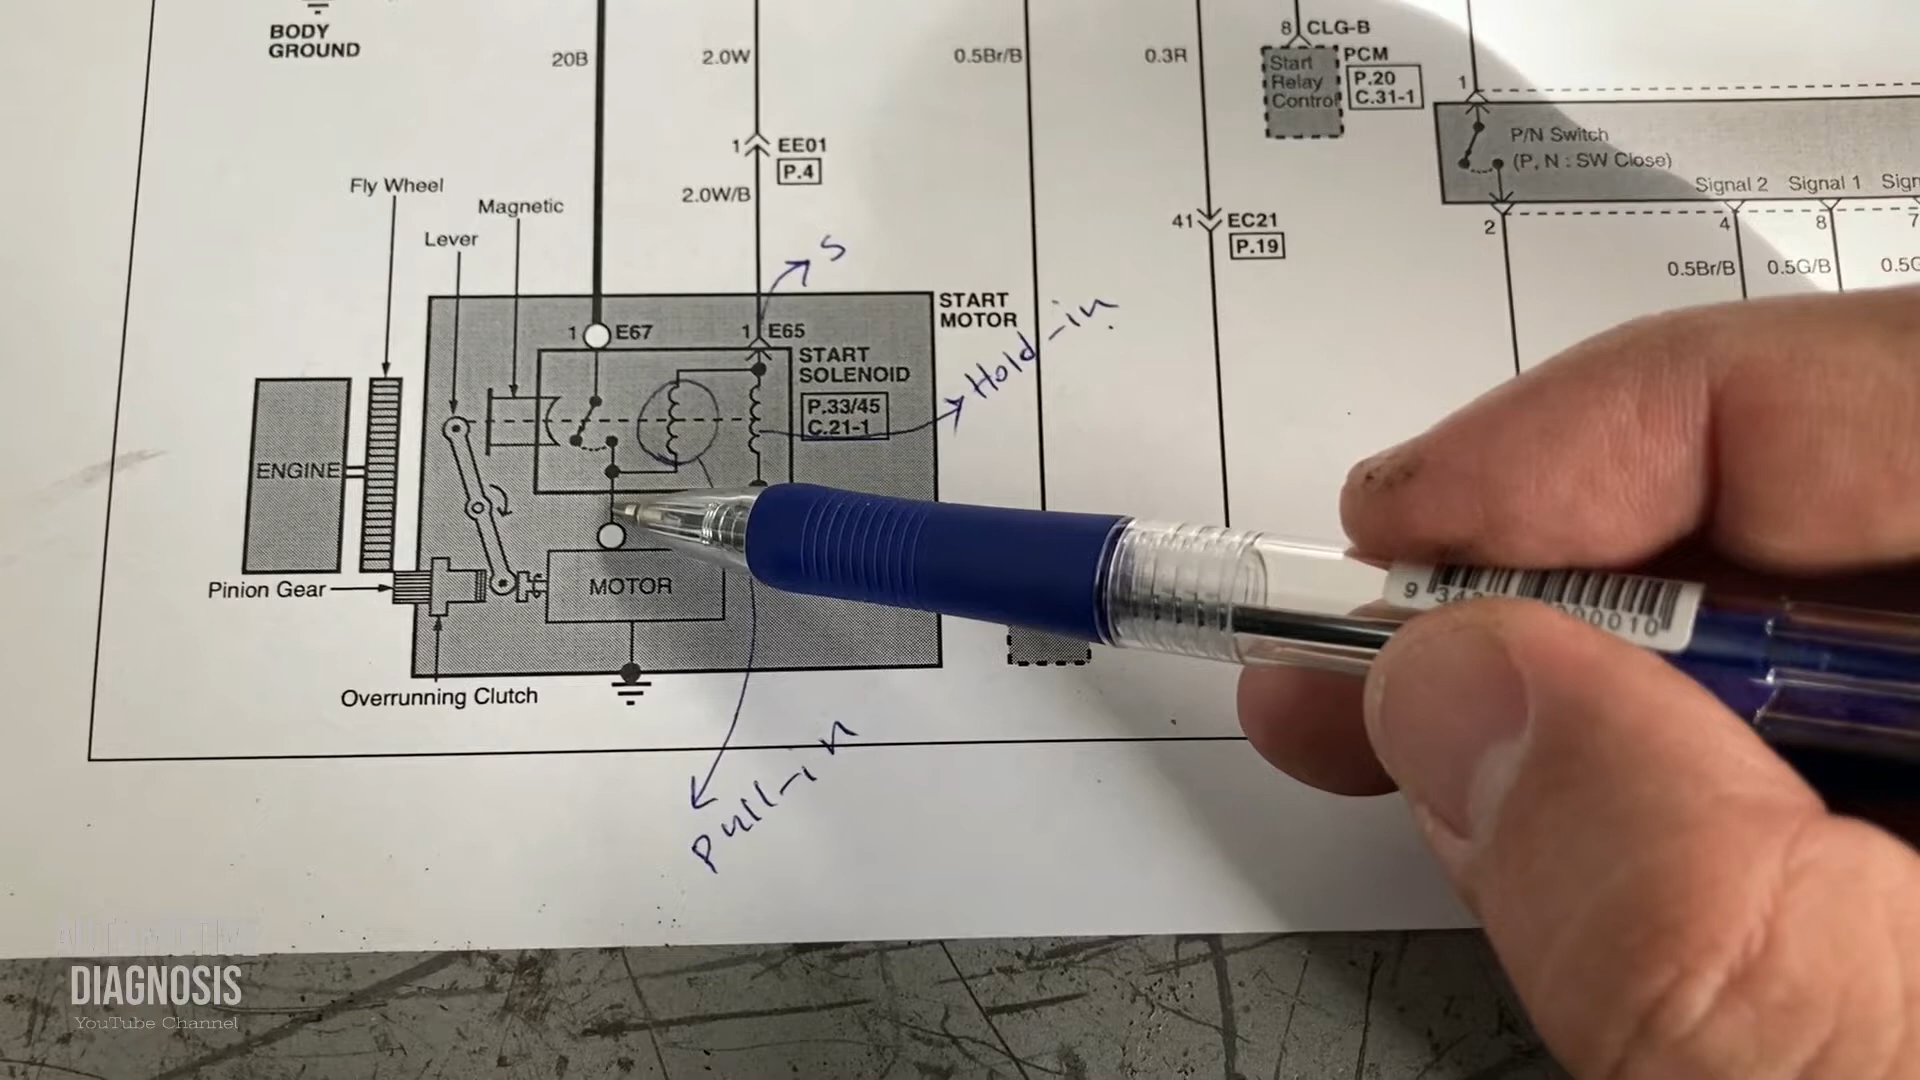 BODY
GROUND
20B
2.0W
0.5Br/B
0.3R
8 CLG-B
Start
Relay
Control
PCM
P.20
C.31-1
1
P/N Switch
(P, N : SW Close)
Signal 2 Signal 1
2
4
8
7
0.5Br/B
0.5G/B
1 EE01
P.4
2.0W/B
41 EC21
P.19
Fly Wheel
Magnetic
Lever
S
START
MOTOR
Hold-in
1 E67
1 E65
START
SOLENOID
P.33/45
C.21-1
ENGINE
Pinion Gear
MOTOR
Overrunning Clutch
Pull-in
DIAGNOSIS
YouTube Channel